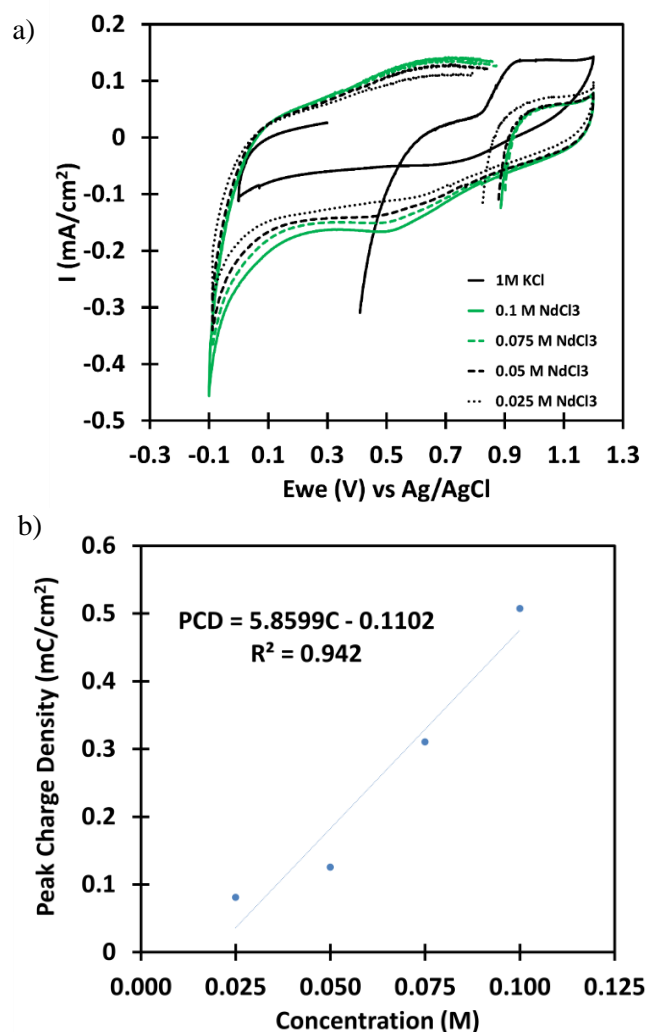 a)
0.2
0.1
0
-0.1
-0.2
-0.3
-0.4
-0.5
I (mA/cm²)
1M KCl
0.1 M NdCl3
0.075 M NdCl3
0.05 M NdCl3
0.025 M NdCl3
-0.3 -0.1 0.1 0.3 0.5 0.7 0.9 1.1 1.3
Ewe (V) vs Ag/AgCl
b)
0.6
0.5
0.4
0.3
0.2
0.1
0
Peak Charge Density (mC/cm²)
PCD = 5.8599C - 0.1102
R² = 0.942
0.000 0.025 0.050 0.075 0.100 0.125
Concentration (M)